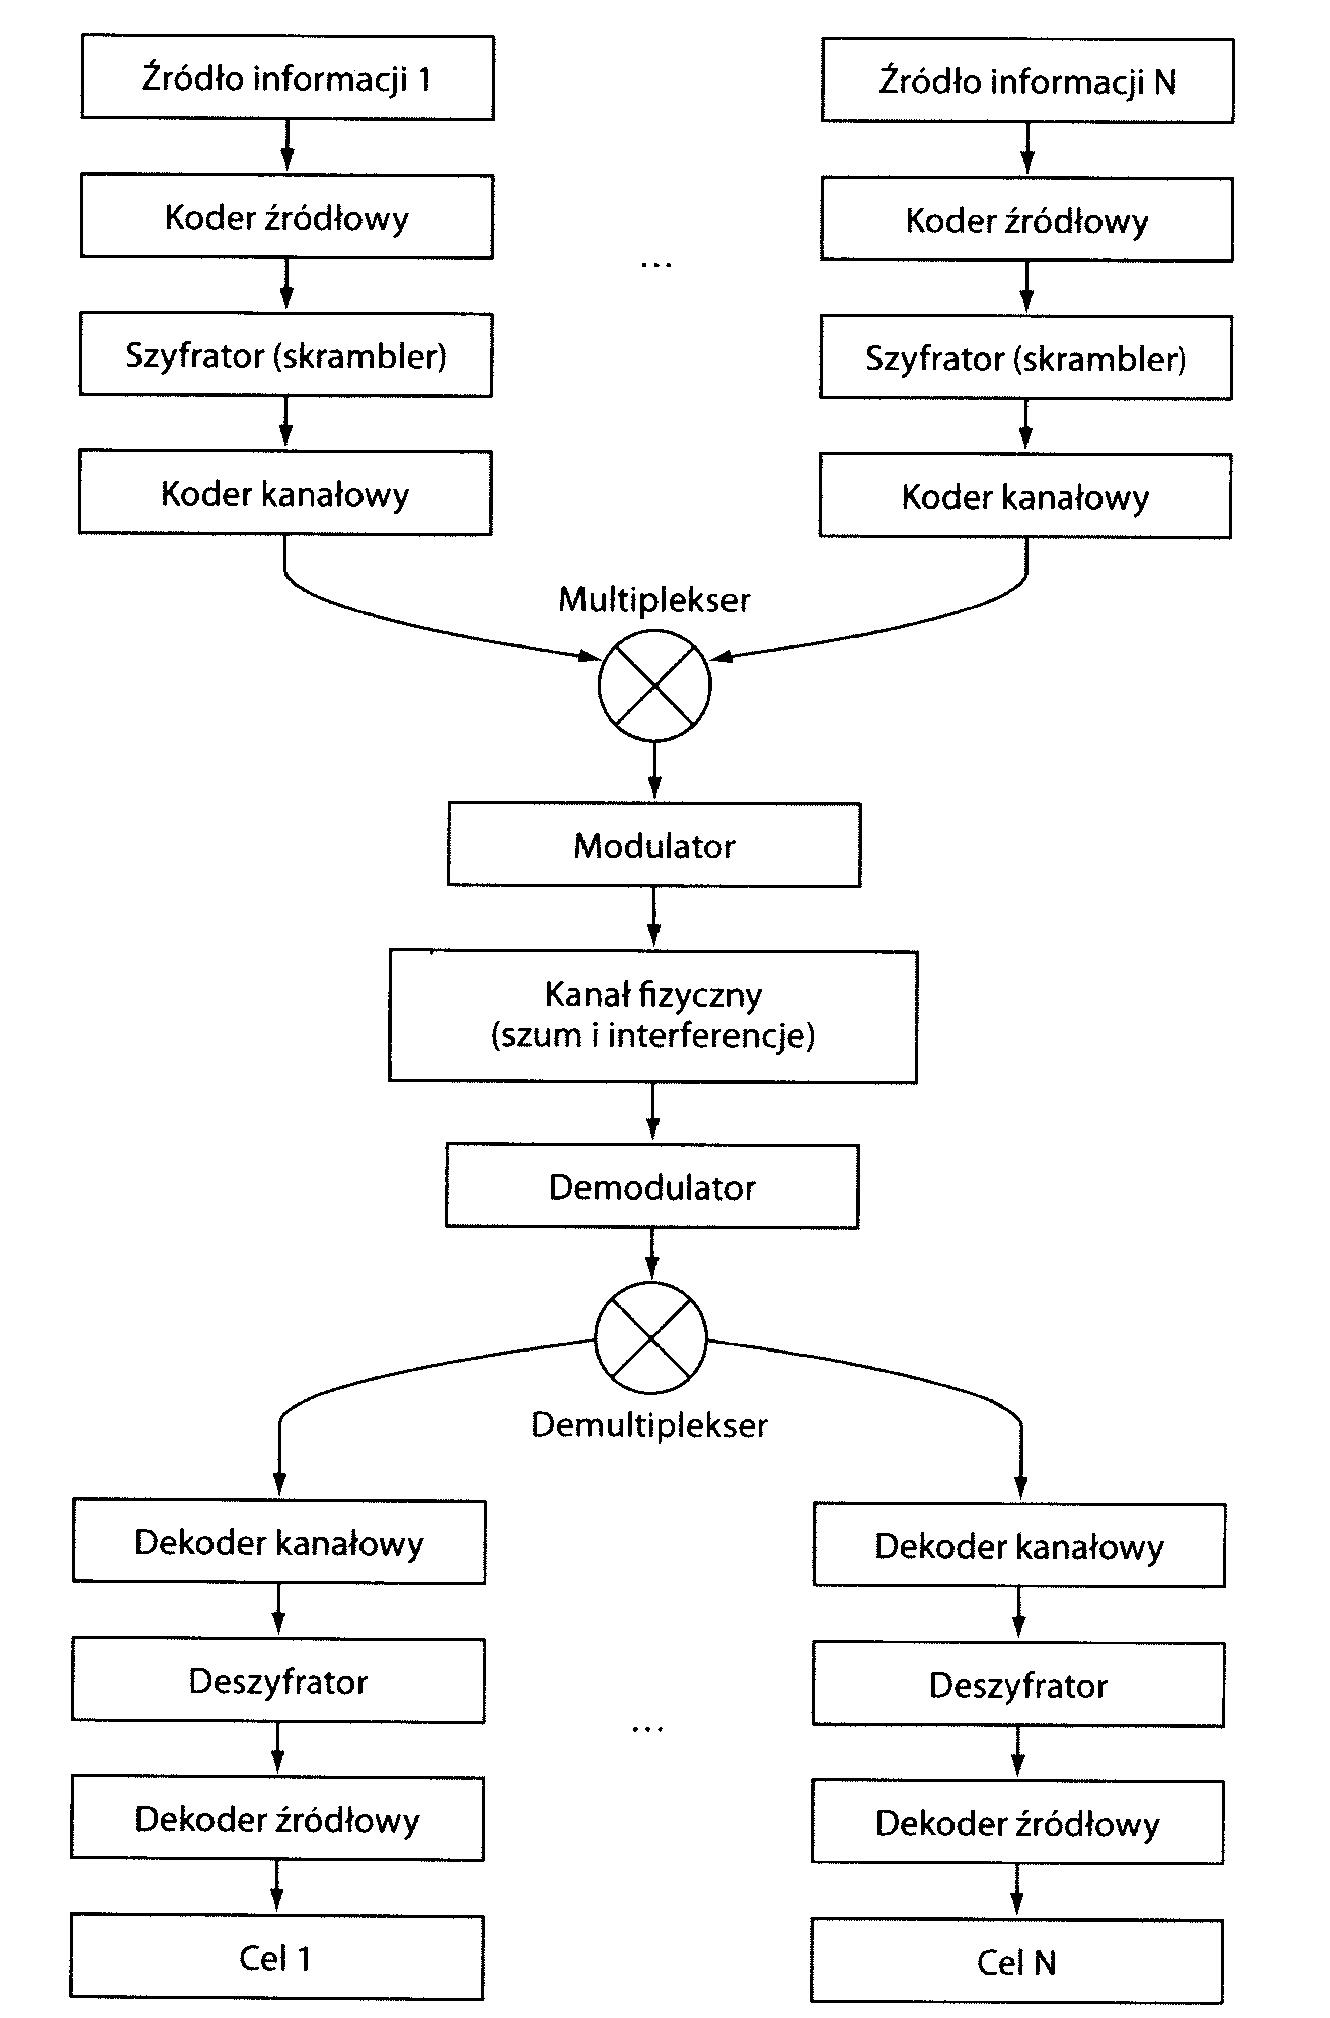 Źródło informacji 1
Źródło informacji N
Koder źródłowy
Koder źródłowy
...
Szyfrator (skrambler)
Szyfrator (skrambler)
Koder kanałowy
Koder kanałowy
Multiplekser
Modulator
Kanał fizyczny
(szum i interferencje)
Demodulator
Demultiplekser
Dekoder kanałowy
Dekoder kanałowy
Deszyfrator
Deszyfrator
...
Dekoder źródłowy
Dekoder źródłowy
Cel 1
Cel N